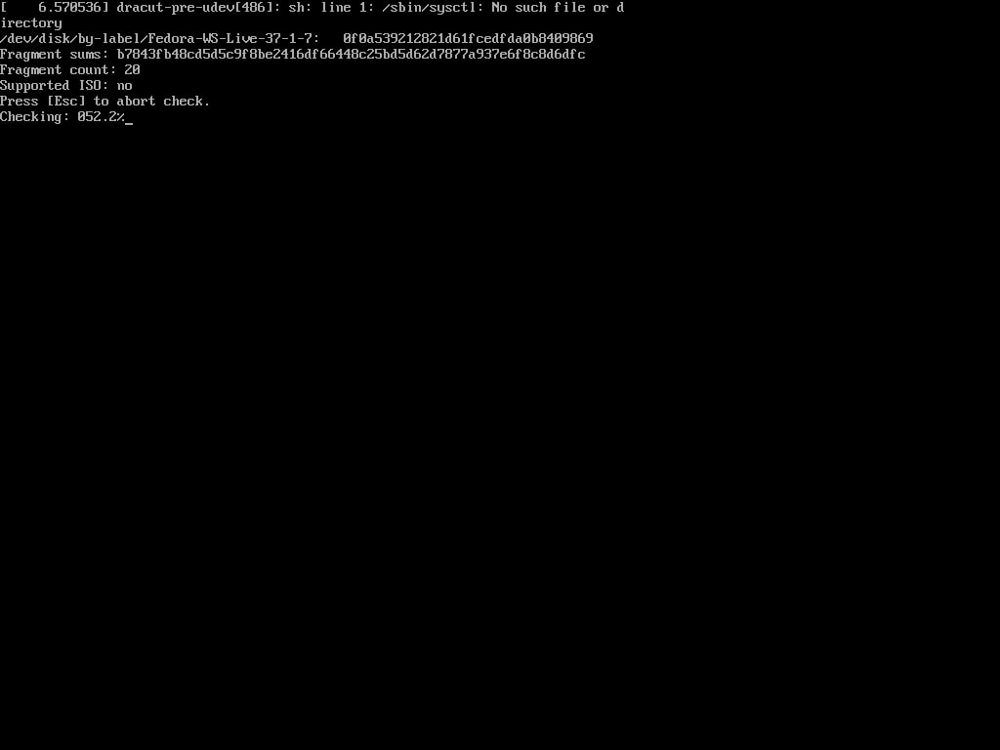 [    6.570536] dracut-pre-udev[486]: sh: line 1: /sbin/sysctl: No such file or d
irectory
/dev/disk/by-label/Fedora-WS-Live-37-1-7:   0f0a539212821d61fcedfda0b8409869
Fragment sums: b7843fb48cd5d5c9f8be2416df66448c25bd5d62d7877a937e6f8c8d6dfc
Fragment count: 20
Supported ISO: no
Press [Esc] to abort check.
Checking: 052.2%_